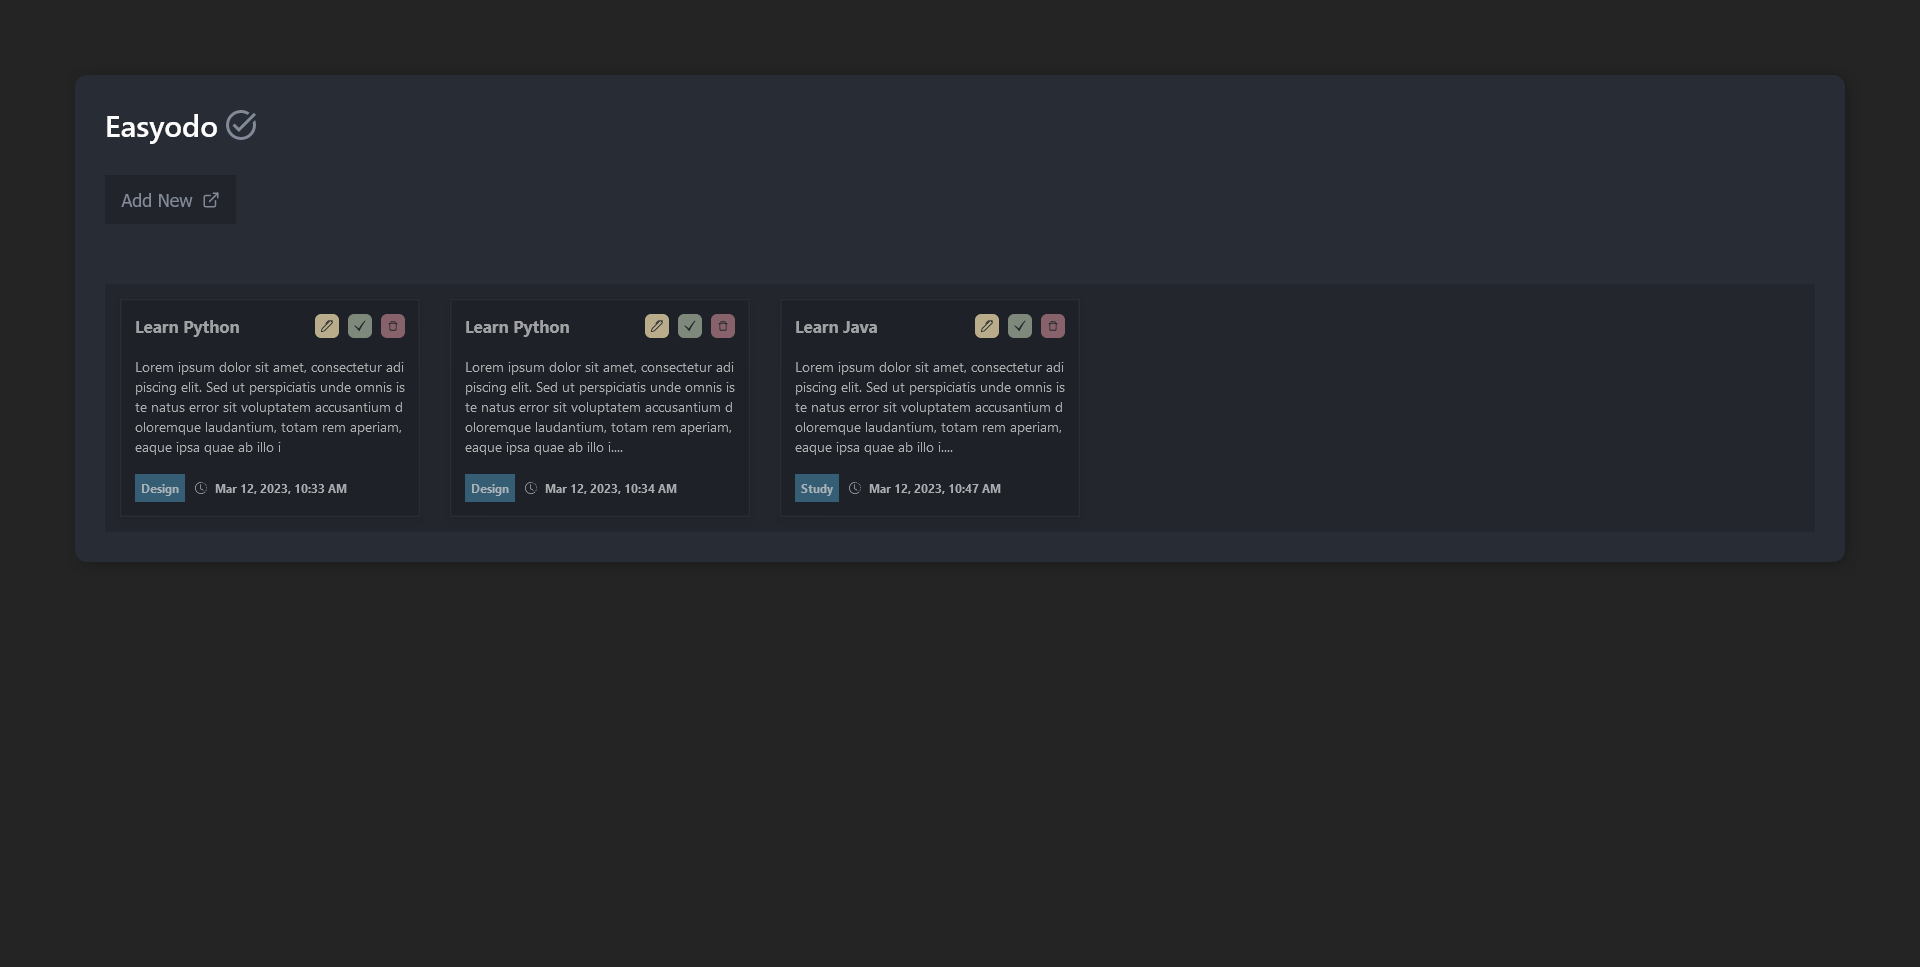 Easyodo
Add New
Learn Python
Lorem ipsum dolor sit amet, consectetur adi
piscing elit. Sed ut perspiciatis unde omnis is
te natus error sit voluptatem accusantium d
oloremque laudantium, totam rem aperiam,
eaque ipsa quae ab illo i
Design Mar 12, 2023, 10:33 AM
Learn Python
Lorem ipsum dolor sit amet, consectetur adi
piscing elit. Sed ut perspiciatis unde omnis is
te natus error sit voluptatem accusantium d
oloremque laudantium, totam rem aperiam,
eaque ipsa quae ab illo i....
Design Mar 12, 2023, 10:34 AM
Learn Java
Lorem ipsum dolor sit amet, consectetur adi
piscing elit. Sed ut perspiciatis unde omnis is
te natus error sit voluptatem accusantium d
oloremque laudantium, totam rem aperiam,
eaque ipsa quae ab illo i....
Study Mar 12, 2023, 10:47 AM